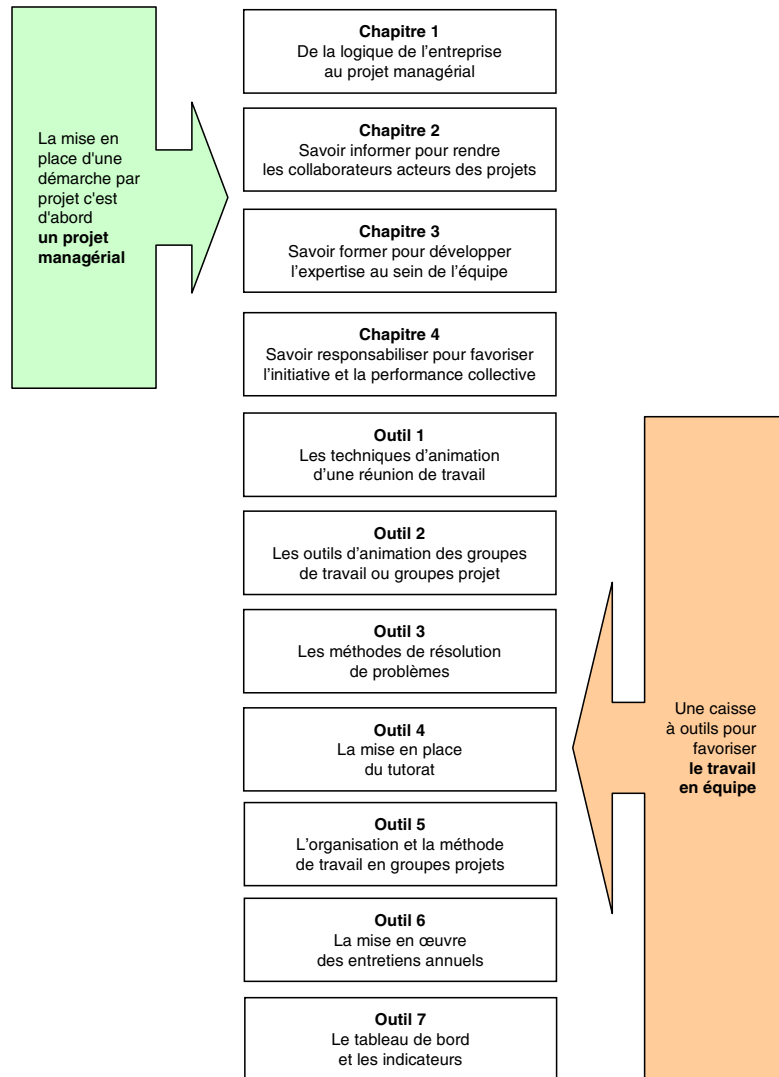 La mise en
place d'une
démarche par
projet c'est
d'abord
un projet
managérial
Chapitre 1
De la logique de l'entreprise
au projet managérial
Chapitre 2
Savoir informer pour rendre
les collaborateurs acteurs des projets
Chapitre 3
Savoir former pour développer
l'expertise au sein de l'équipe
Chapitre 4
Savoir responsabiliser pour favoriser
l'initiative et la performance collective
Outil 1
Les techniques d'animation
d'une réunion de travail
Outil 2
Les outils d'animation des groupes
de travail ou groupes projet
Outil 3
Les méthodes de résolution
de problèmes
Outil 4
La mise en place
du tutorat
Outil 5
L'organisation et la méthode
de travail en groupes projets
Outil 6
La mise en œuvre
des entretiens annuels
Outil 7
Le tableau de bord
et les indicateurs
Une caisse
à outils pour
favoriser
le travail
en équipe